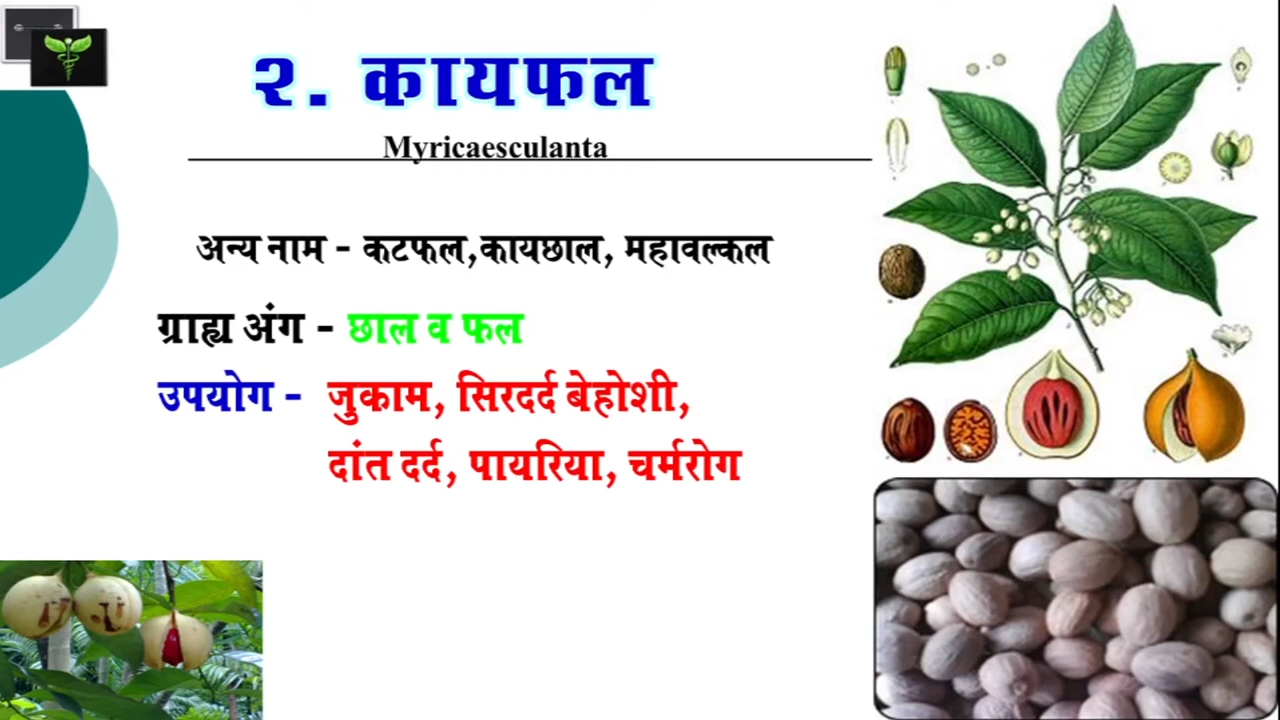 २. कायफल
Myricaesculanta
अन्य नाम - कटफल,कायछाल, महावल्कल
ग्राह्य अंग - छाल व फल
उपयोग - जुकाम, सिरदर्द बेहोशी,
दांत दर्द, पायरिया, चर्मरोग